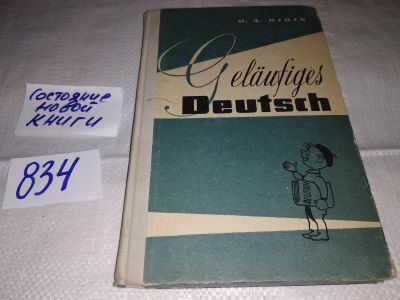 Состояние
новой
книги
834
Geläufiges
Deutsch